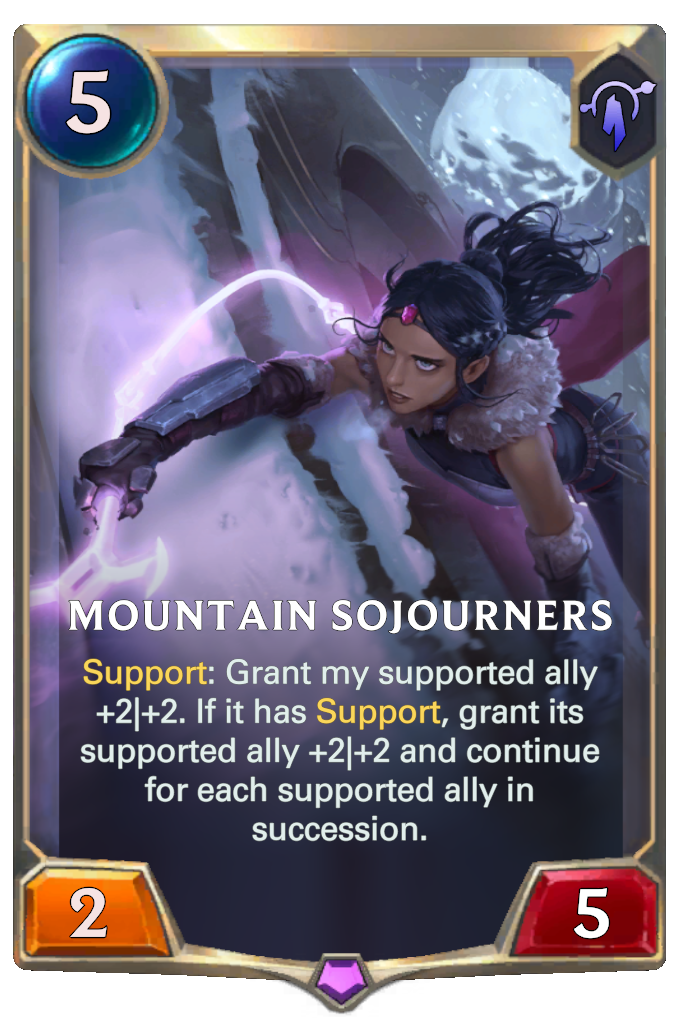 5
MOUNTAIN SOJOURNERS
Support: Grant my supported ally
+2|+2. If it has Support, grant its
supported ally +2|+2 and continue
for each supported ally in
succession.
2
5